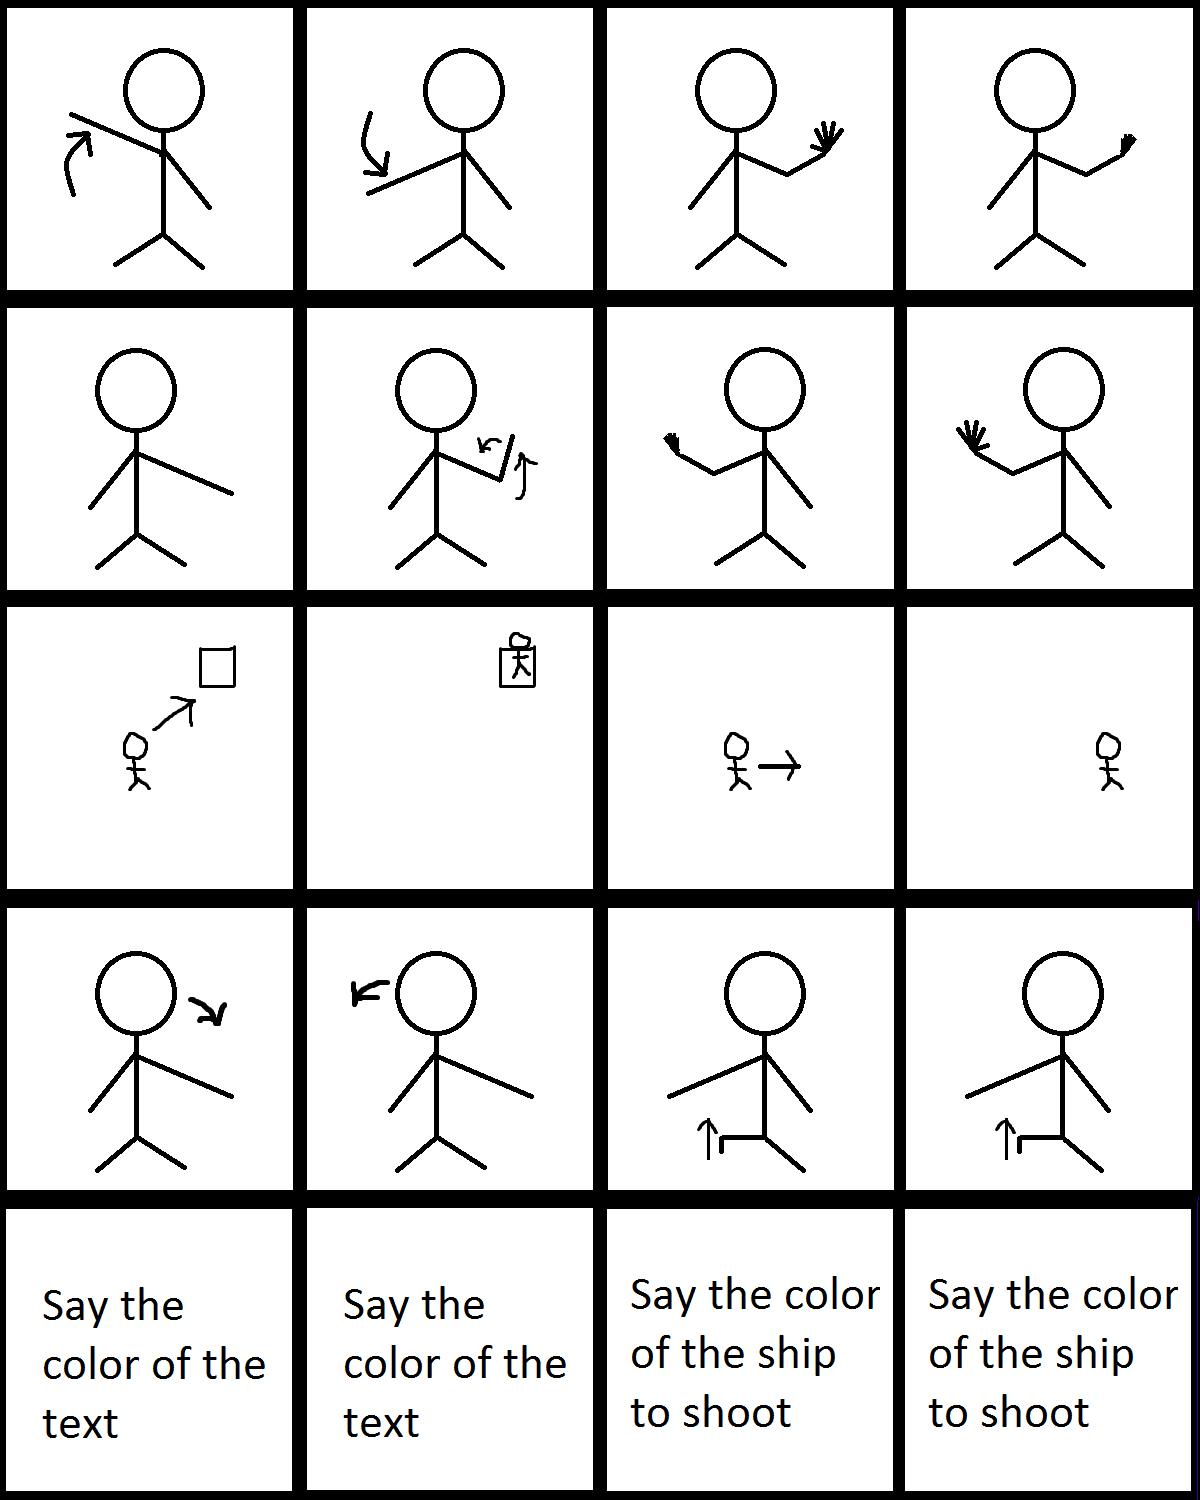 Say the
color of the
text
Say the
color of the
text
Say the color
of the ship
to shoot
Say the color
of the ship
to shoot